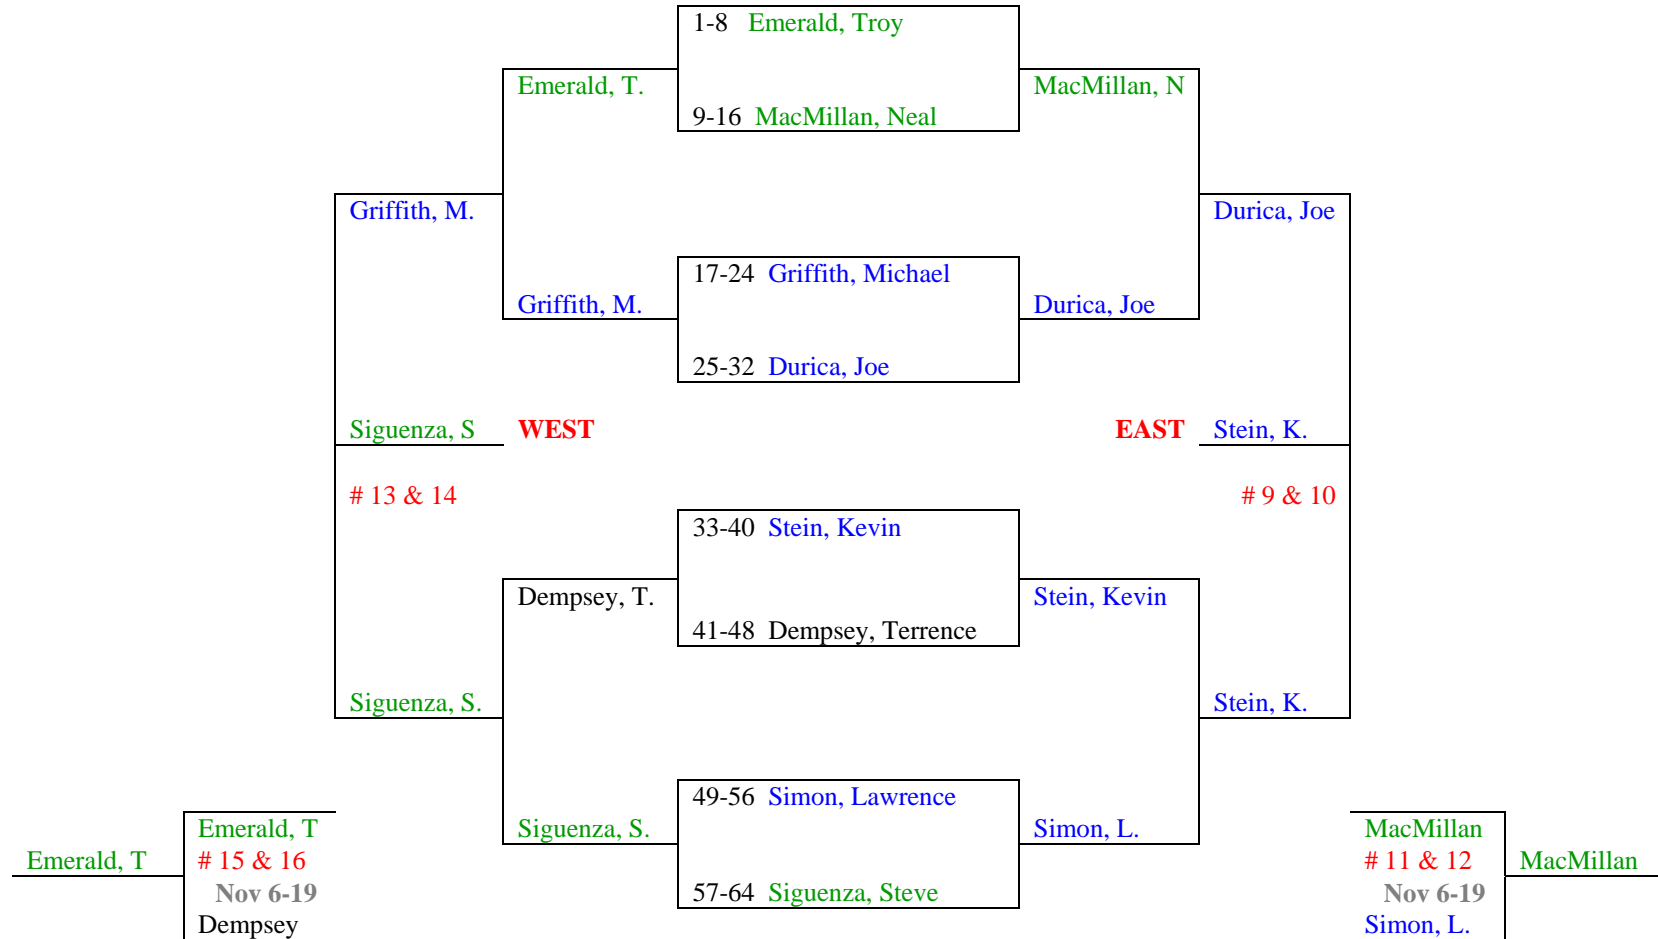 1-8 Emerald, Troy
Emerald, T.
MacMillan, N
9-16 MacMillan, Neal
Griffith, M.
Durica, Joe
17-24 Griffith, Michael
Griffith, M.
Durica, Joe
25-32 Durica, Joe
Siguenza, S
WEST
EAST
Stein, K.
# 13 & 14
# 9 & 10
33-40 Stein, Kevin
Dempsey, T.
Stein, Kevin
41-48 Dempsey, Terrence
Siguenza, S.
Stein, K.
49-56 Simon, Lawrence
Siguenza, S.
Simon, L.
57-64 Siguenza, Steve
Emerald, T
Emerald, T
# 15 & 16
Nov 6-19
Dempsey
MacMillan
# 11 & 12
MacMillan
Nov 6-19
Simon, L.